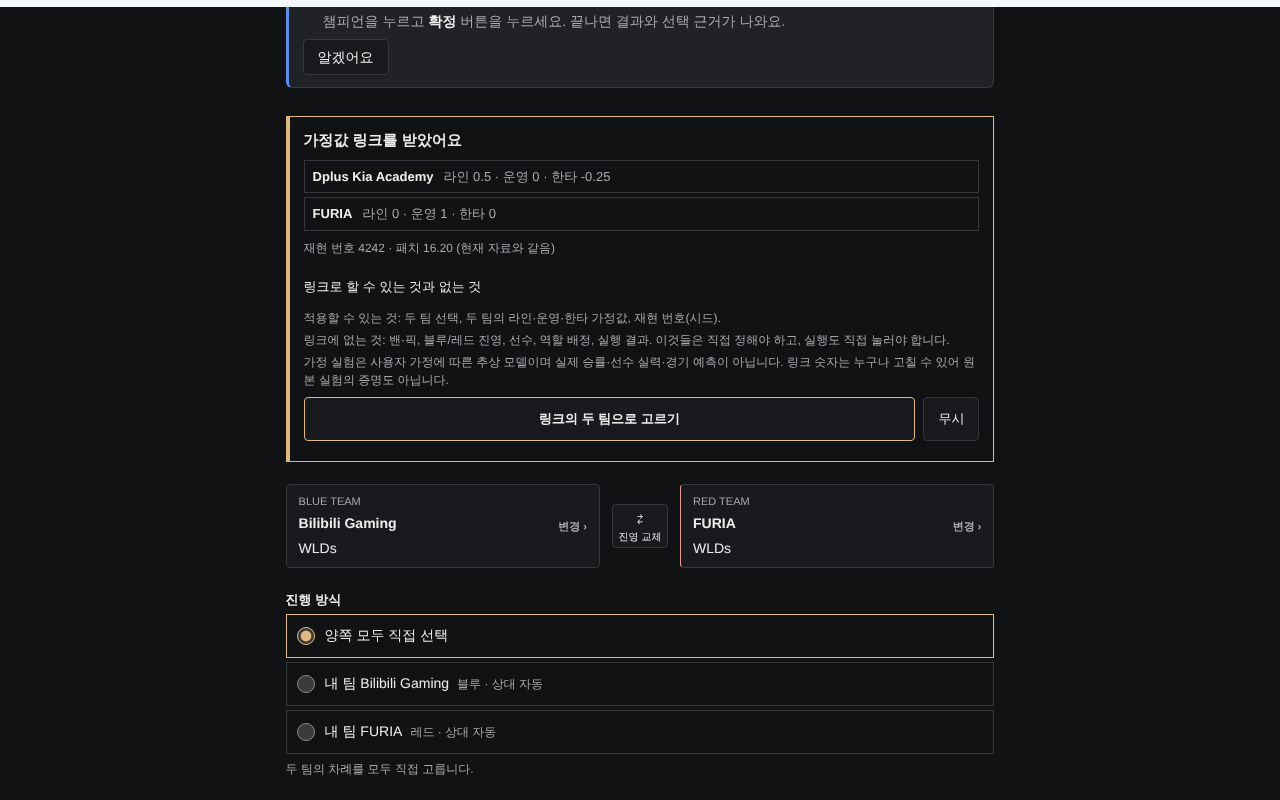 챔피언을 누르고 확정 버튼을 누르세요. 끝나면 결과와 선택 근거가 나와요.
알겠어요
가정값 링크를 받았어요
Dplus Kia Academy 라인 0.5 · 운영 0 · 한타 -0.25
FURIA 라인 0 · 운영 1 · 한타 0
재현 번호 4242 · 패치 16.20 (현재 자료와 같음)
링크로 할 수 있는 것과 없는 것
적용할 수 있는 것: 두 팀 선택, 두 팀의 라인·운영·한타 가정값, 재현 번호(시드).
링크에 없는 것: 밴·픽, 블루/레드 진영, 선수, 역할 배정, 실행 결과. 이것들은 직접 정해야 하고, 실행도 직접 눌러야 합니다.
가정 실험은 사용자 가정에 따른 추상 모델이며 실제 승률·선수 실력·경기 예측이 아닙니다. 링크 숫자는 누구나 고칠 수 있어 원
본 실험의 증명도 아닙니다.
링크의 두 팀으로 고르기
무시
BLUE TEAM
Bilibili Gaming
변경 ›
WLDs
진영 교체
RED TEAM
FURIA
변경 ›
WLDs
진행 방식
양쪽 모두 직접 선택
내 팀 Bilibili Gaming 블루 · 상대 자동
내 팀 FURIA 레드 · 상대 자동
두 팀의 차례를 모두 직접 고릅니다.